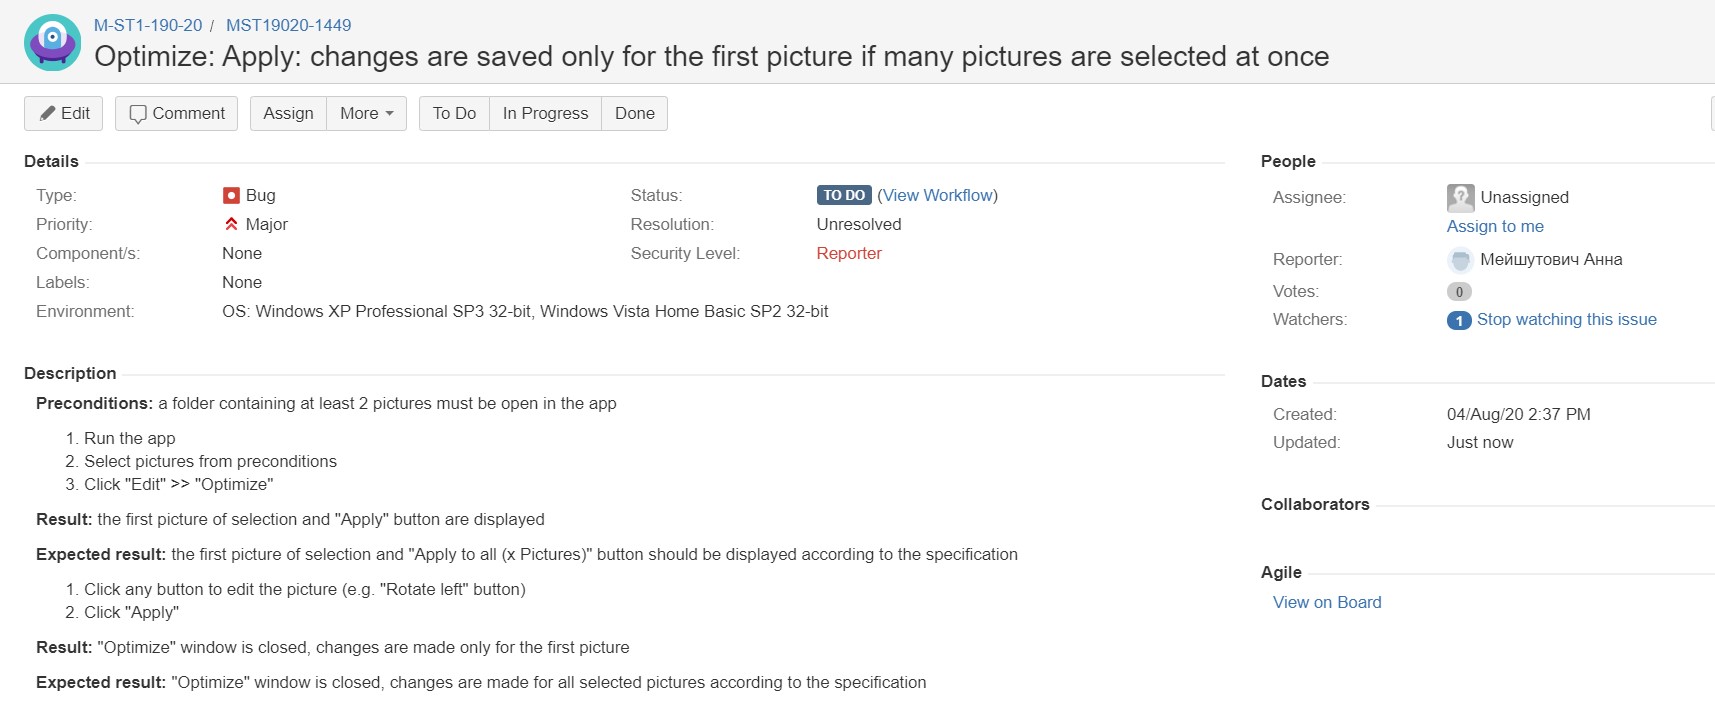 M-ST1-190-20 / MST19020-1449
Optimize: Apply: changes are saved only for the first picture if many pictures are selected at once
Edit Comment Assign More To Do In Progress Done
Details
Type: Bug
Priority: Major
Component/s: None
Labels: None
Environment: OS: Windows XP Professional SP3 32-bit, Windows Vista Home Basic SP2 32-bit
Status: TO DO (View Workflow)
Resolution: Unresolved
Security Level: Reporter
Description
Preconditions: a folder containing at least 2 pictures must be open in the app
1. Run the app
2. Select pictures from preconditions
3. Click "Edit" >> "Optimize"
Result: the first picture of selection and "Apply" button are displayed
Expected result: the first picture of selection and "Apply to all (x Pictures)" button should be displayed according to the specification
1. Click any button to edit the picture (e.g. "Rotate left" button)
2. Click "Apply"
Result: "Optimize" window is closed, changes are made only for the first picture
Expected result: "Optimize" window is closed, changes are made for all selected pictures according to the specification
People
Assignee: Unassigned
Assign to me
Reporter: Мейшутович Анна
Votes: 0
Watchers: 1 Stop watching this issue
Dates
Created: 04/Aug/20 2:37 PM
Updated: Just now
Collaborators
Agile
View on Board